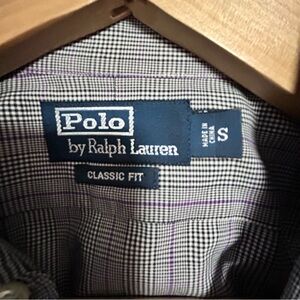 Polo
by Ralph Lauren
CLASSIC FIT
MADE IN
CHINA
S